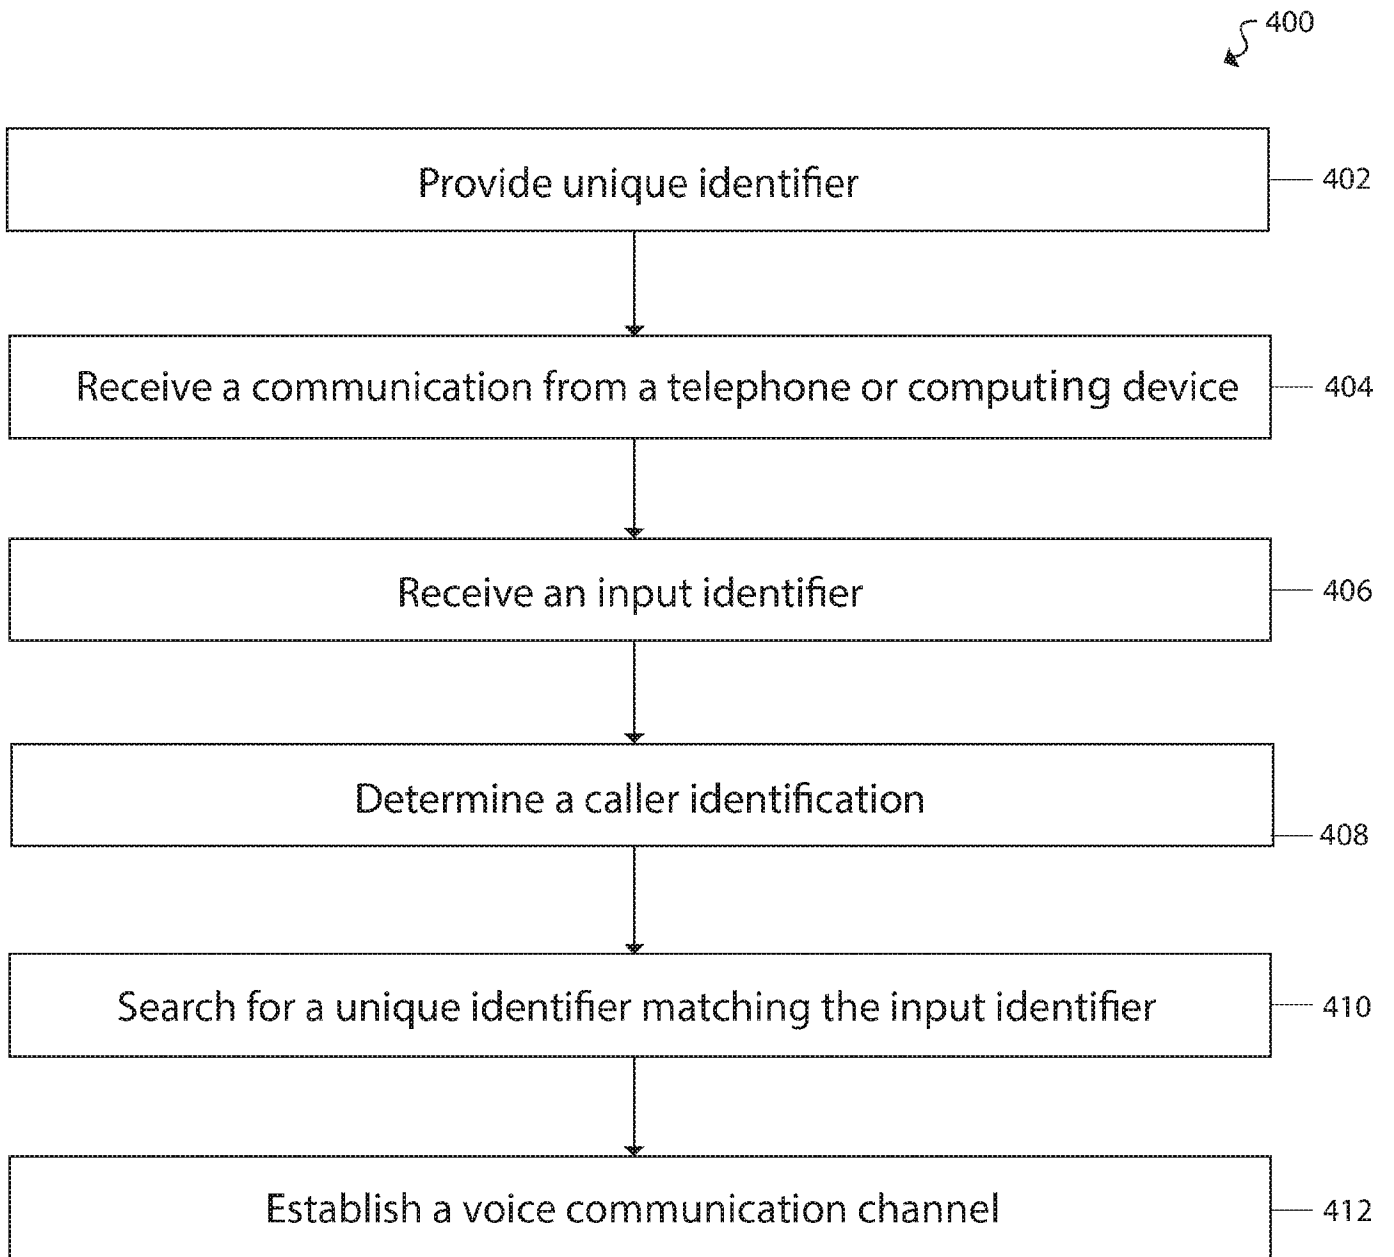 400
Provide unique identifier
402
Receive a communication from a telephone or computing device
404
Receive an input identifier
406
Determine a caller identification
408
Search for a unique identifier matching the input identifier
410
Establish a voice communication channel
412